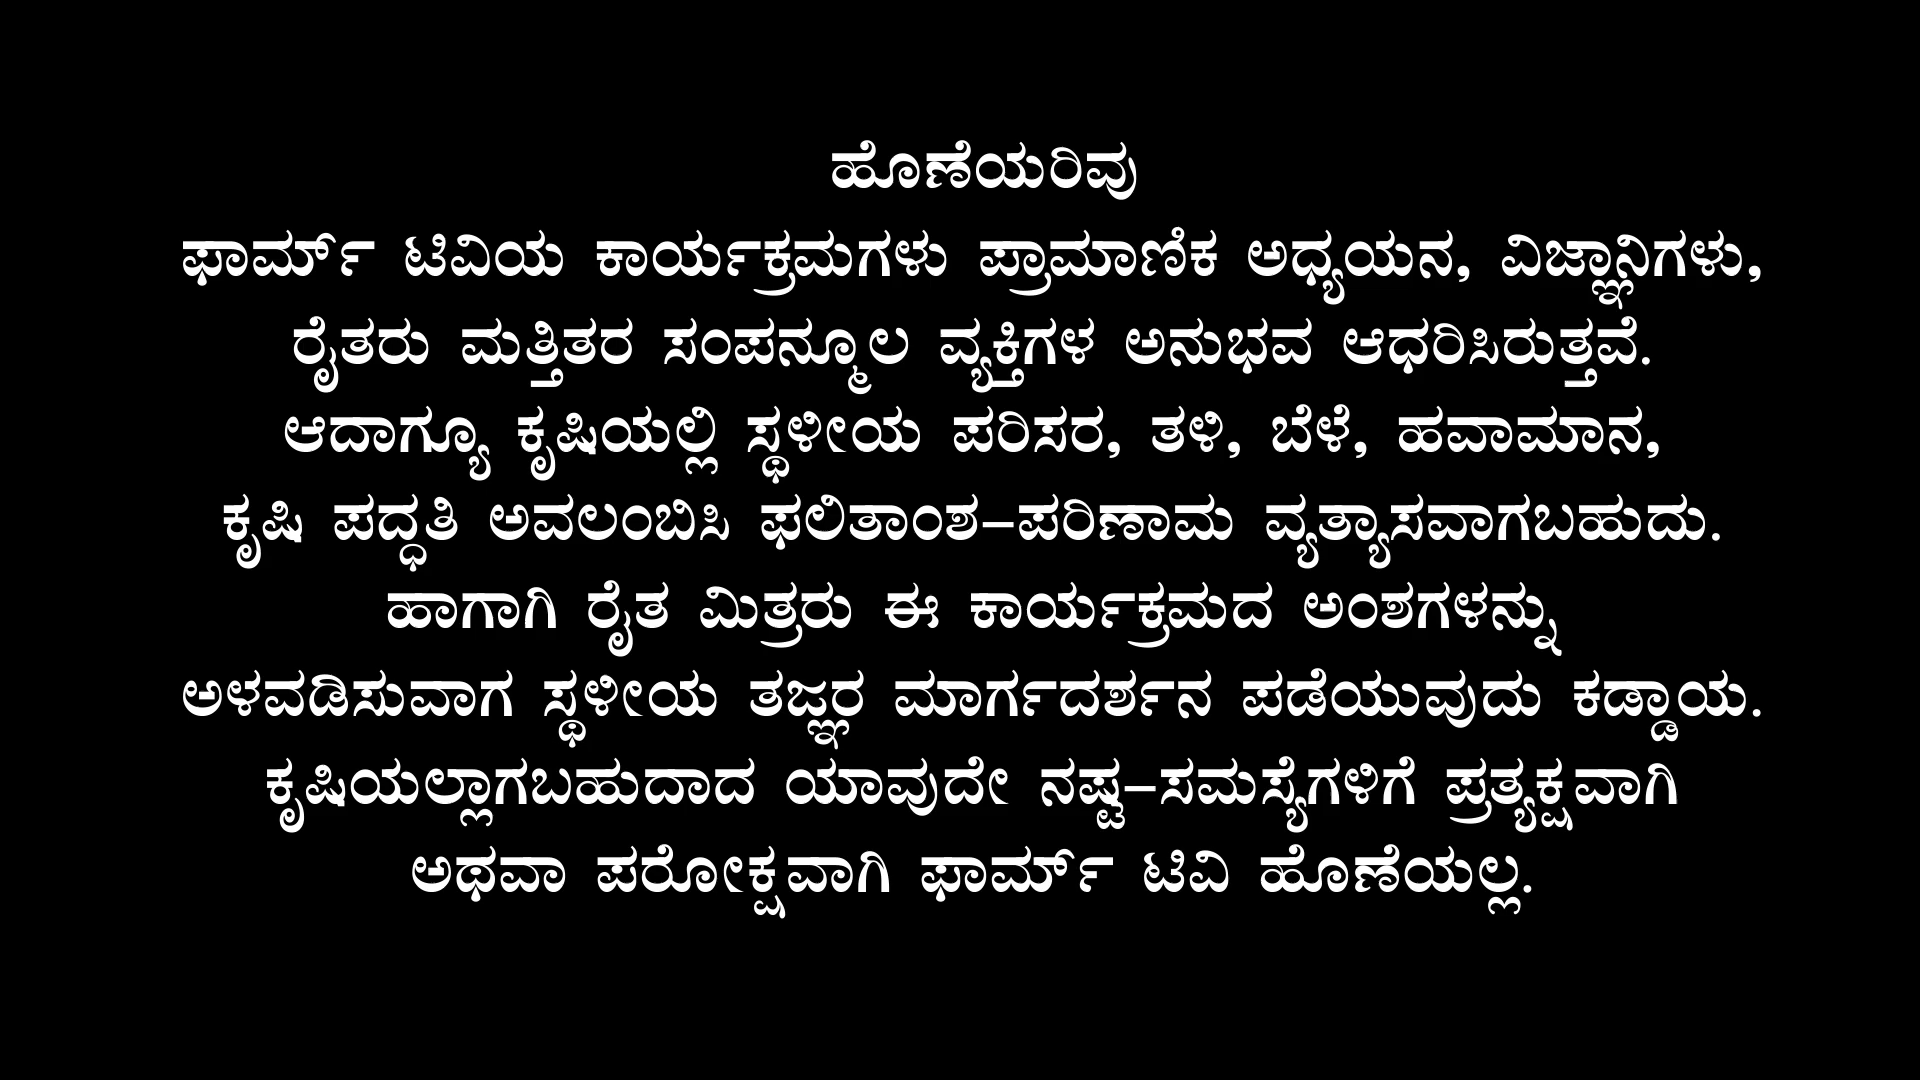 ಹೊಣೆಯರಿವು
ಫಾರ್ಮ್ ಟಿವಿಯ ಕಾರ್ಯಕ್ರಮಗಳು ಪ್ರಾಮಾಣಿಕ ಅಧ್ಯಯನ, ವಿಜ್ಞಾನಿಗಳು,
ರೈತರು ಮತ್ತಿತರ ಸಂಪನ್ಮೂಲ ವ್ಯಕ್ತಿಗಳ ಅನುಭವ ಆಧರಿಸಿರುತ್ತವೆ.
ಆದಾಗ್ಯೂ ಕೃಷಿಯಲ್ಲಿ ಸ್ಥಳೀಯ ಪರಿಸರ, ತಳಿ, ಬೆಳೆ, ಹವಾಮಾನ,
ಕೃಷಿ ಪದ್ಧತಿ ಅವಲಂಬಿಸಿ ಫಲಿತಾಂಶ–ಪರಿಣಾಮ ವ್ಯತ್ಯಾಸವಾಗಬಹುದು.
ಹಾಗಾಗಿ ರೈತ ಮಿತ್ರರು ಈ ಕಾರ್ಯಕ್ರಮದ ಅಂಶಗಳನ್ನು
ಅಳವಡಿಸುವಾಗ ಸ್ಥಳೀಯ ತಜ್ಞರ ಮಾರ್ಗದರ್ಶನ ಪಡೆಯುವುದು ಕಡ್ಡಾಯ.
ಕೃಷಿಯಲ್ಲಾಗಬಹುದಾದ ಯಾವುದೇ ನಷ್ಟ–ಸಮಸ್ಯೆಗಳಿಗೆ ಪ್ರತ್ಯಕ್ಷವಾಗಿ
ಅಥವಾ ಪರೋಕ್ಷವಾಗಿ ಫಾರ್ಮ್ ಟಿವಿ ಹೊಣೆಯಲ್ಲ.